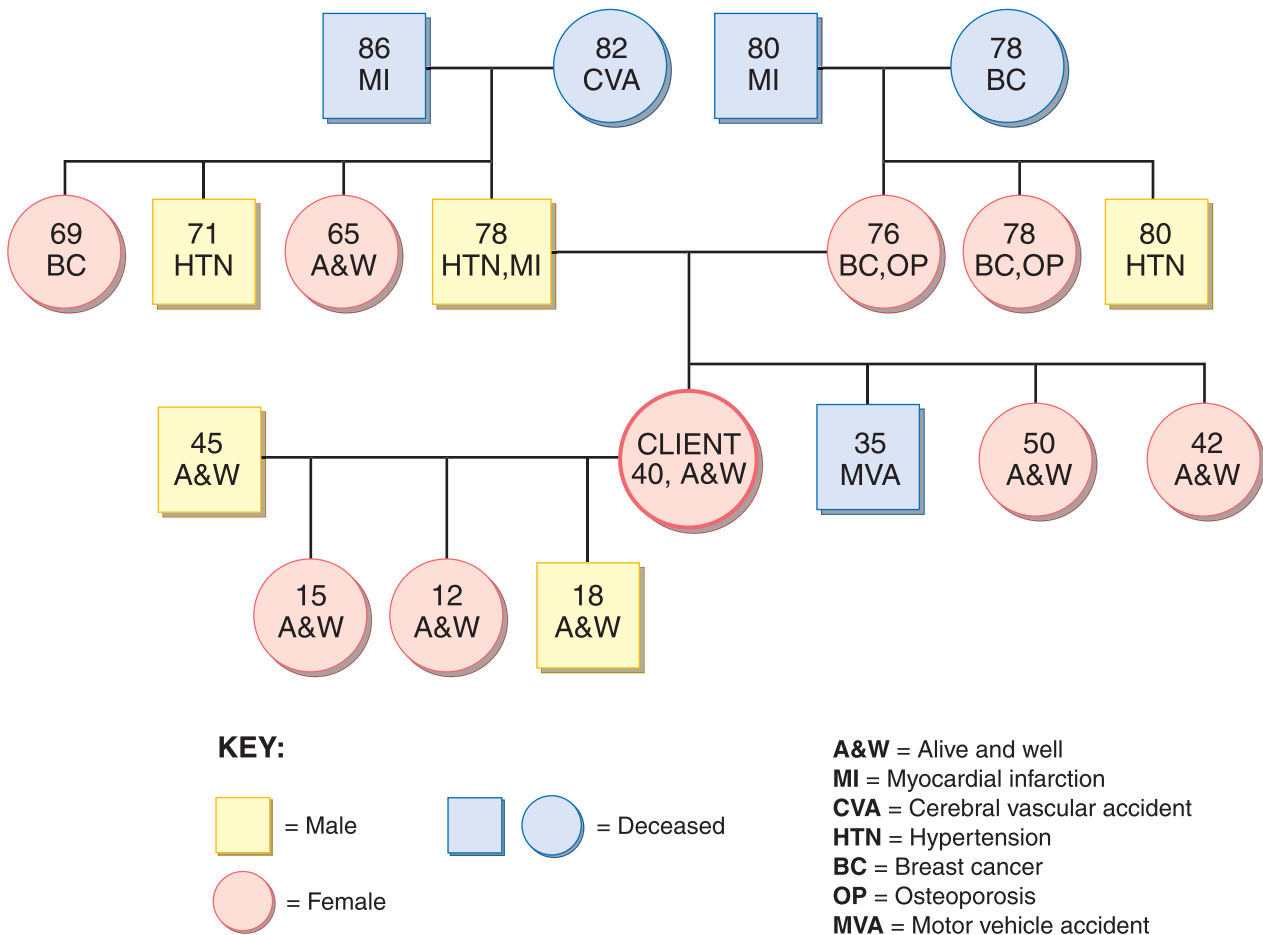 86
MI
82
CVA
80
MI
78
BC
69
BC
71
HTN
65
A&W
78
HTN,MI
76
BC,OP
78
BC,OP
80
HTN
45
A&W
CLIENT
40, A&W
35
MVA
50
A&W
42
A&W
15
A&W
12
A&W
18
A&W
KEY:
= Male
= Deceased
= Female
A&W = Alive and well
MI = Myocardial infarction
CVA = Cerebral vascular accident
HTN = Hypertension
BC = Breast cancer
OP = Osteoporosis
MVA = Motor vehicle accident